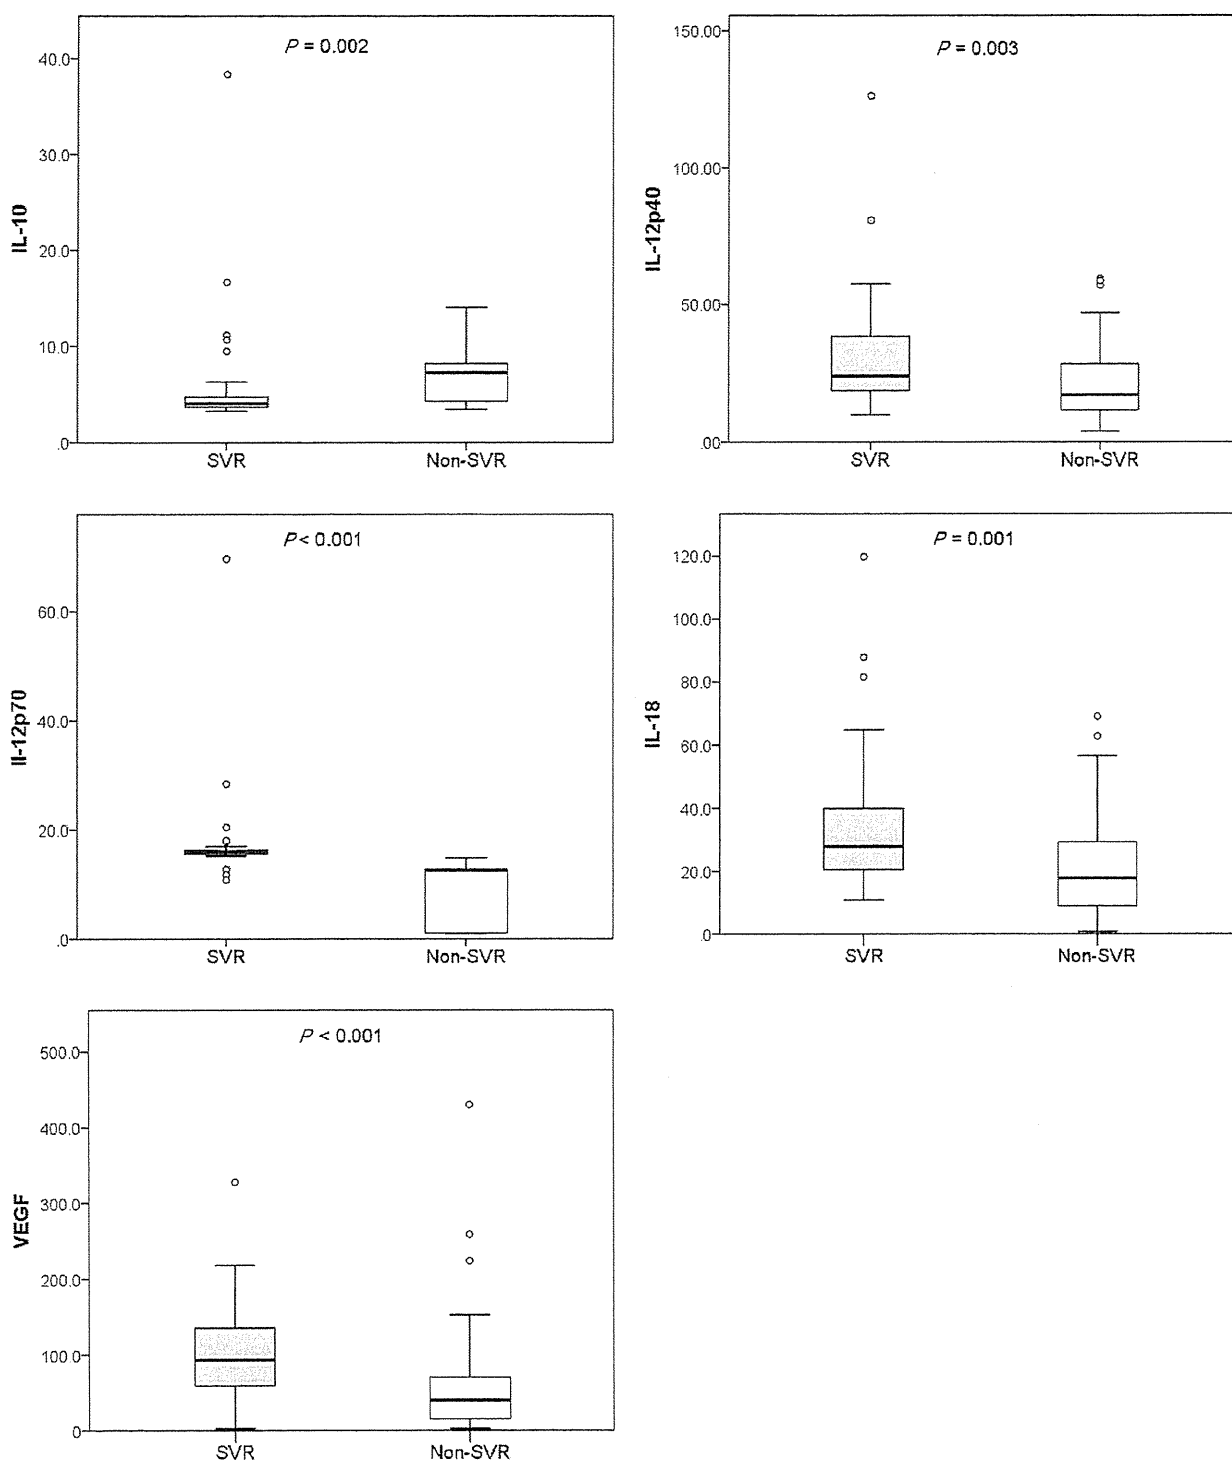 P = 0.002
40.0
30.0
20.0
10.0
.0
IL-10
SVR
Non-SVR
P = 0.003
150.00
100.00
50.00
.00
IL-12p40
SVR
Non-SVR
P < 0.001
60.0
40.0
20.0
.0
Il-12p70
SVR
Non-SVR
P = 0.001
120.0
100.0
80.0
60.0
40.0
20.0
.0
IL-18
SVR
Non-SVR
P < 0.001
500.0
400.0
300.0
200.0
100.0
0
VEGF
SVR
Non-SVR